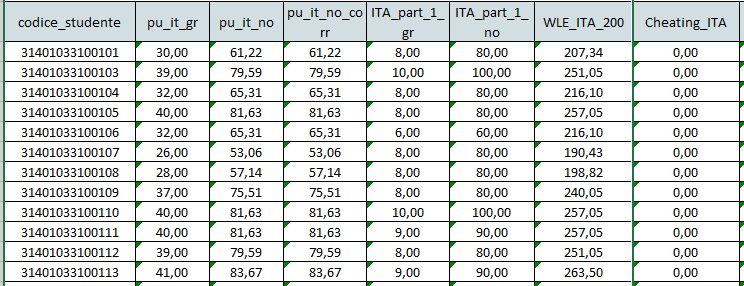 codice_studente pu_it_gr pu_it_no pu_it_no_co rr ITA_part_1_ gr ITA_part_1_ no WLE_ITA_200 Cheating_ITA
31401033100101 30,00 61,22 61,22 8,00 80,00 207,34 0,00
31401033100103 39,00 79,59 79,59 10,00 100,00 251,05 0,00
31401033100104 32,00 65,31 65,31 8,00 80,00 216,10 0,00
31401033100105 40,00 81,63 81,63 8,00 80,00 257,05 0,00
31401033100106 32,00 65,31 65,31 6,00 60,00 216,10 0,00
31401033100107 26,00 53,06 53,06 8,00 80,00 190,43 0,00
31401033100108 28,00 57,14 57,14 8,00 80,00 198,82 0,00
31401033100109 37,00 75,51 75,51 8,00 80,00 240,05 0,00
31401033100110 40,00 81,63 81,63 10,00 100,00 257,05 0,00
31401033100111 40,00 81,63 81,63 9,00 90,00 257,05 0,00
31401033100112 39,00 79,59 79,59 8,00 80,00 251,05 0,00
31401033100113 41,00 83,67 83,67 9,00 90,00 263,50 0,00